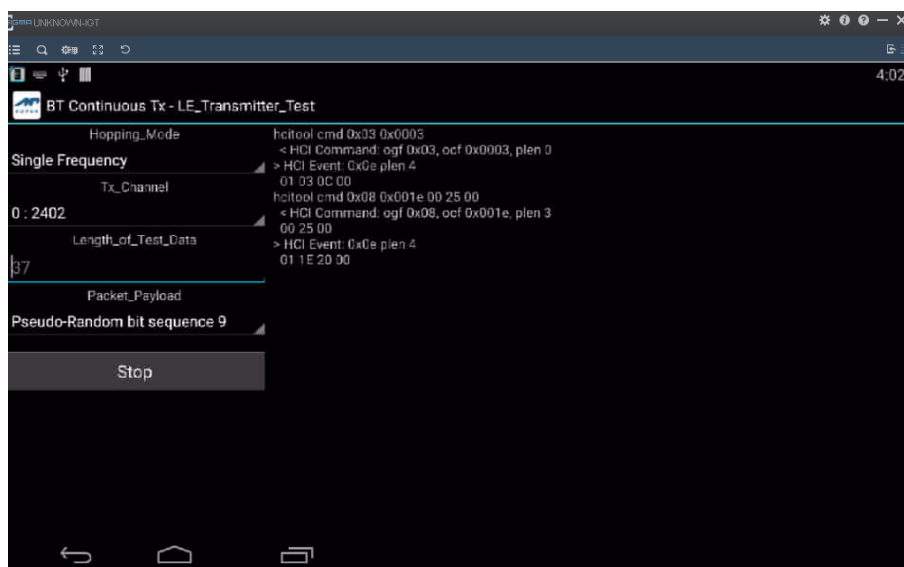 UNKNOWN-IGT
4:02
BT Continuous Tx - LE_Transmitter_Test
Hopping_Mode
Single Frequency
Tx_Channel
0 : 2402
Length_of_Test_Data
37
Packet_Payload
Pseudo-Random bit sequence 9
Stop
hcitool cmd 0x03 0x0003
< HCI Command: ogf 0x03, ocf 0x0003, plen 0
> HCI Event: 0x0e plen 4
01 03 0C 00
hcitool cmd 0x08 0x001e 00 25 00
< HCI Command: ogf 0x08, ocf 0x001e, plen 3
00 25 00
> HCI Event: 0x0e plen 4
01 1E 20 00